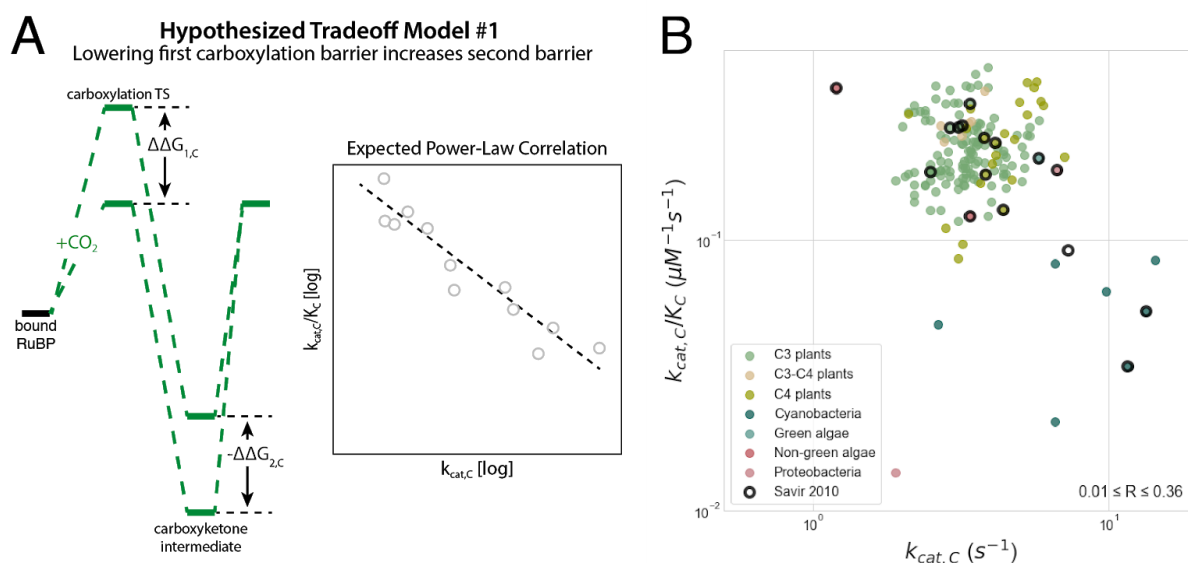 A
Hypothesized Tradeoff Model #1
Lowering first carboxylation barrier increases second barrier
carboxylation TS
ΔΔG1,C
+CO2
bound
RuBP
-ΔΔG2,C
carboxyketone
intermediate
Expected Power-Law Correlation
kcat,C/KC [log]
kcat,C [log]
B
kcat,C/KC (μM−1s−1)
10−1
10−2
C3 plants
C3-C4 plants
C4 plants
Cyanobacteria
Green algae
Non-green algae
Proteobacteria
Savir 2010
0.01 ≤ R ≤ 0.36
100
101
kcat,C (s−1)